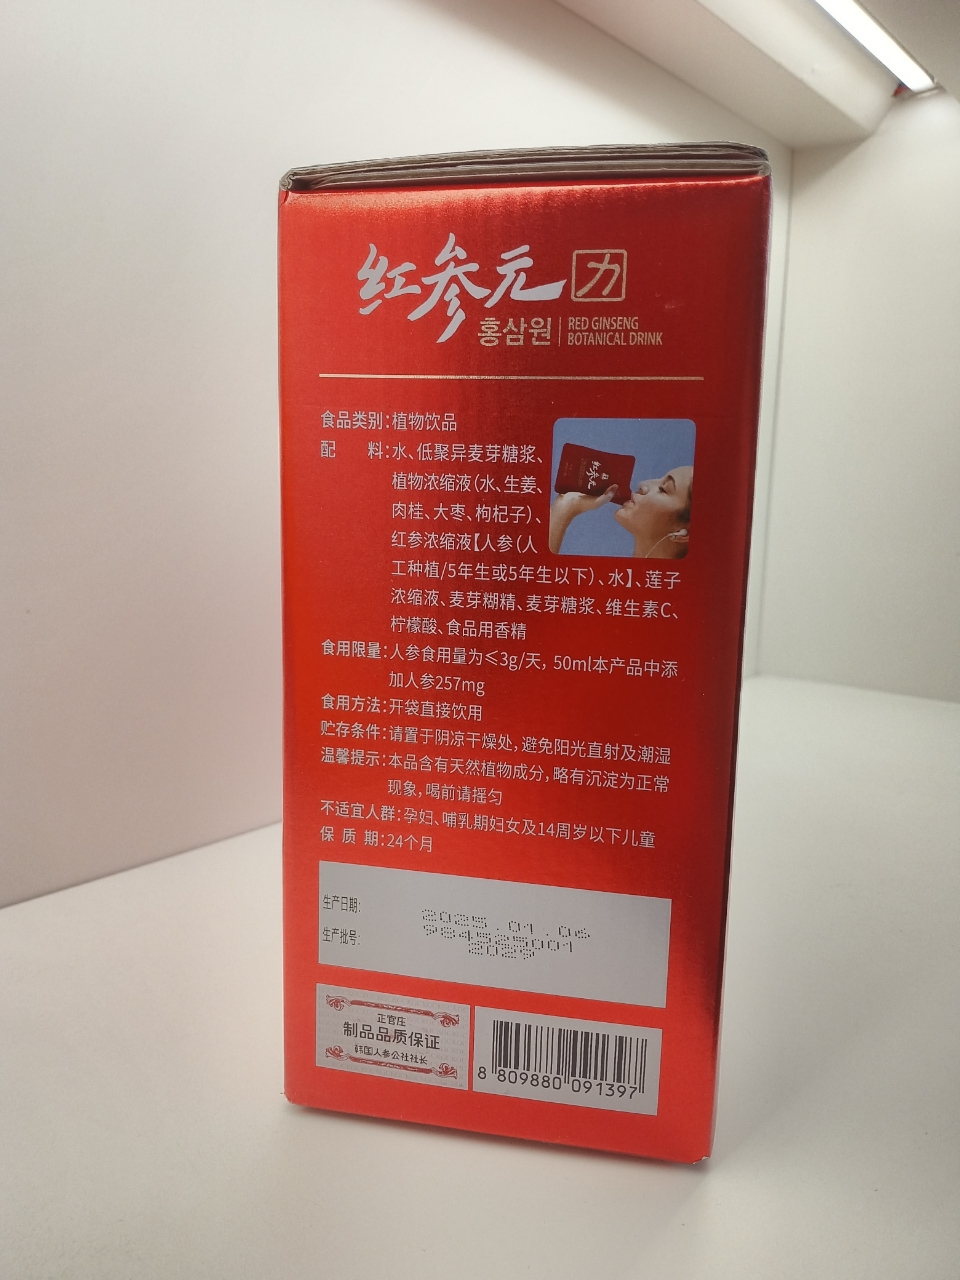 红参元 力
홍삼원 RED GINSENG
BOTANICAL DRINK
食品类别:植物饮品
配 料:水、低聚异麦芽糖浆、
植物浓缩液(水、生姜、
肉桂、大枣、枸杞子)、
红参浓缩液【人参(人
工种植/5年生或5年生以下)、水】、莲子
浓缩液、麦芽糊精、麦芽糖浆、维生素C、
柠檬酸、食品用香精
食用限量:人参食用量为≤3g/天, 50ml本产品中添
加人参257mg
食用方法:开袋直接饮用
贮存条件:请置于阴凉干燥处,避免阳光直射及潮湿
温馨提示:本品含有天然植物成分,略有沉淀为正常
现象,喝前请摇匀
不适宜人群:孕妇、哺乳期妇女及14周岁以下儿童
保 质 期:24个月
生产日期: 2025.01.06
生产批号: 984525001
2029
正官庄
制品品质保证
韩国人参公社社长
8 809880 091397
红参元